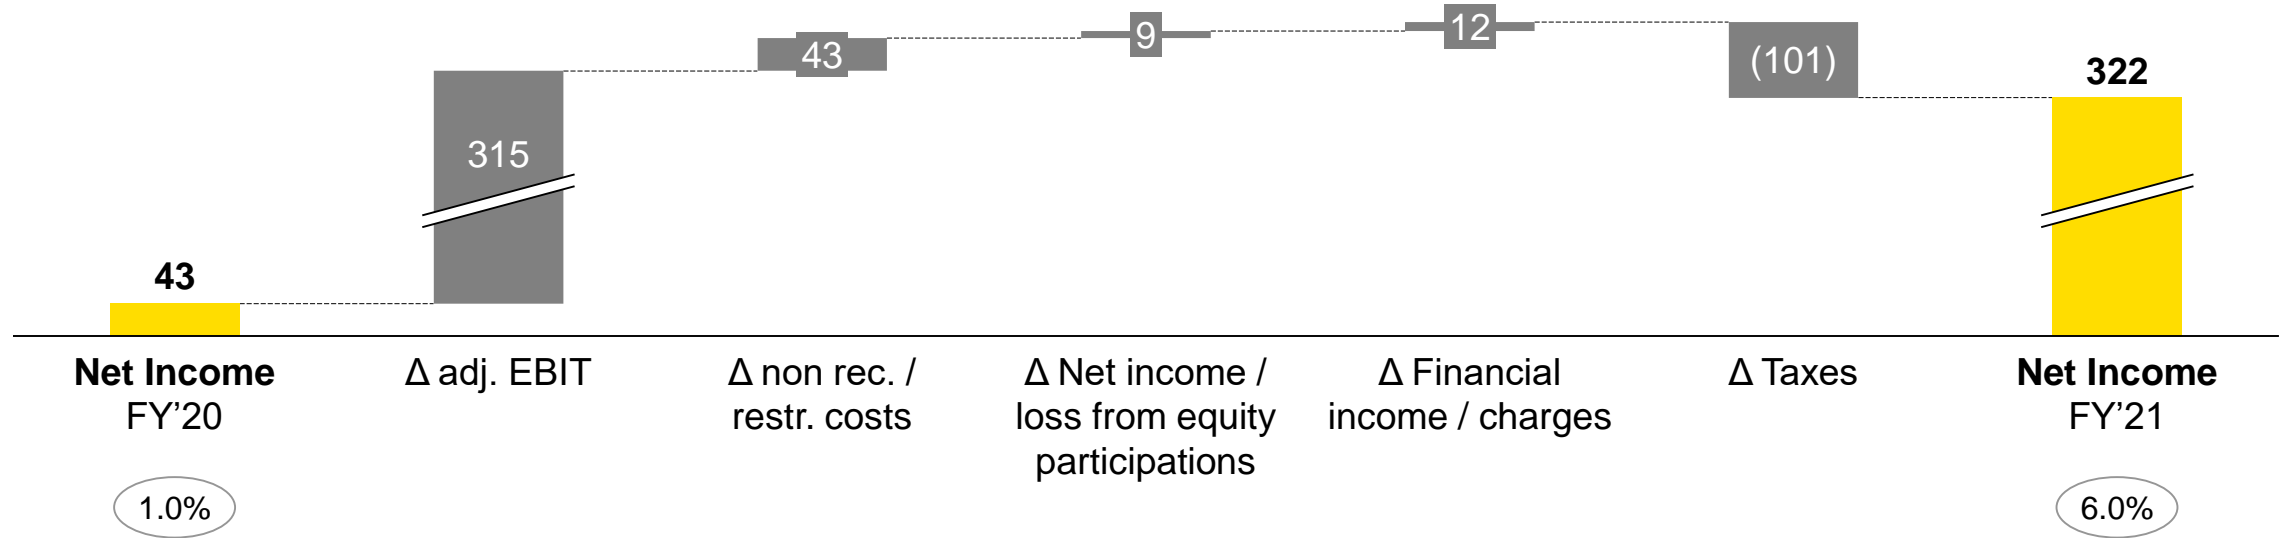 43
315
43
9
12
(101)
322
Net Income
FY’20
Δ adj. EBIT
Δ non rec. /
restr. costs
Δ Net income /
loss from equity
participations
Δ Financial
income / charges
Δ Taxes
Net Income
FY’21
1.0%
6.0%